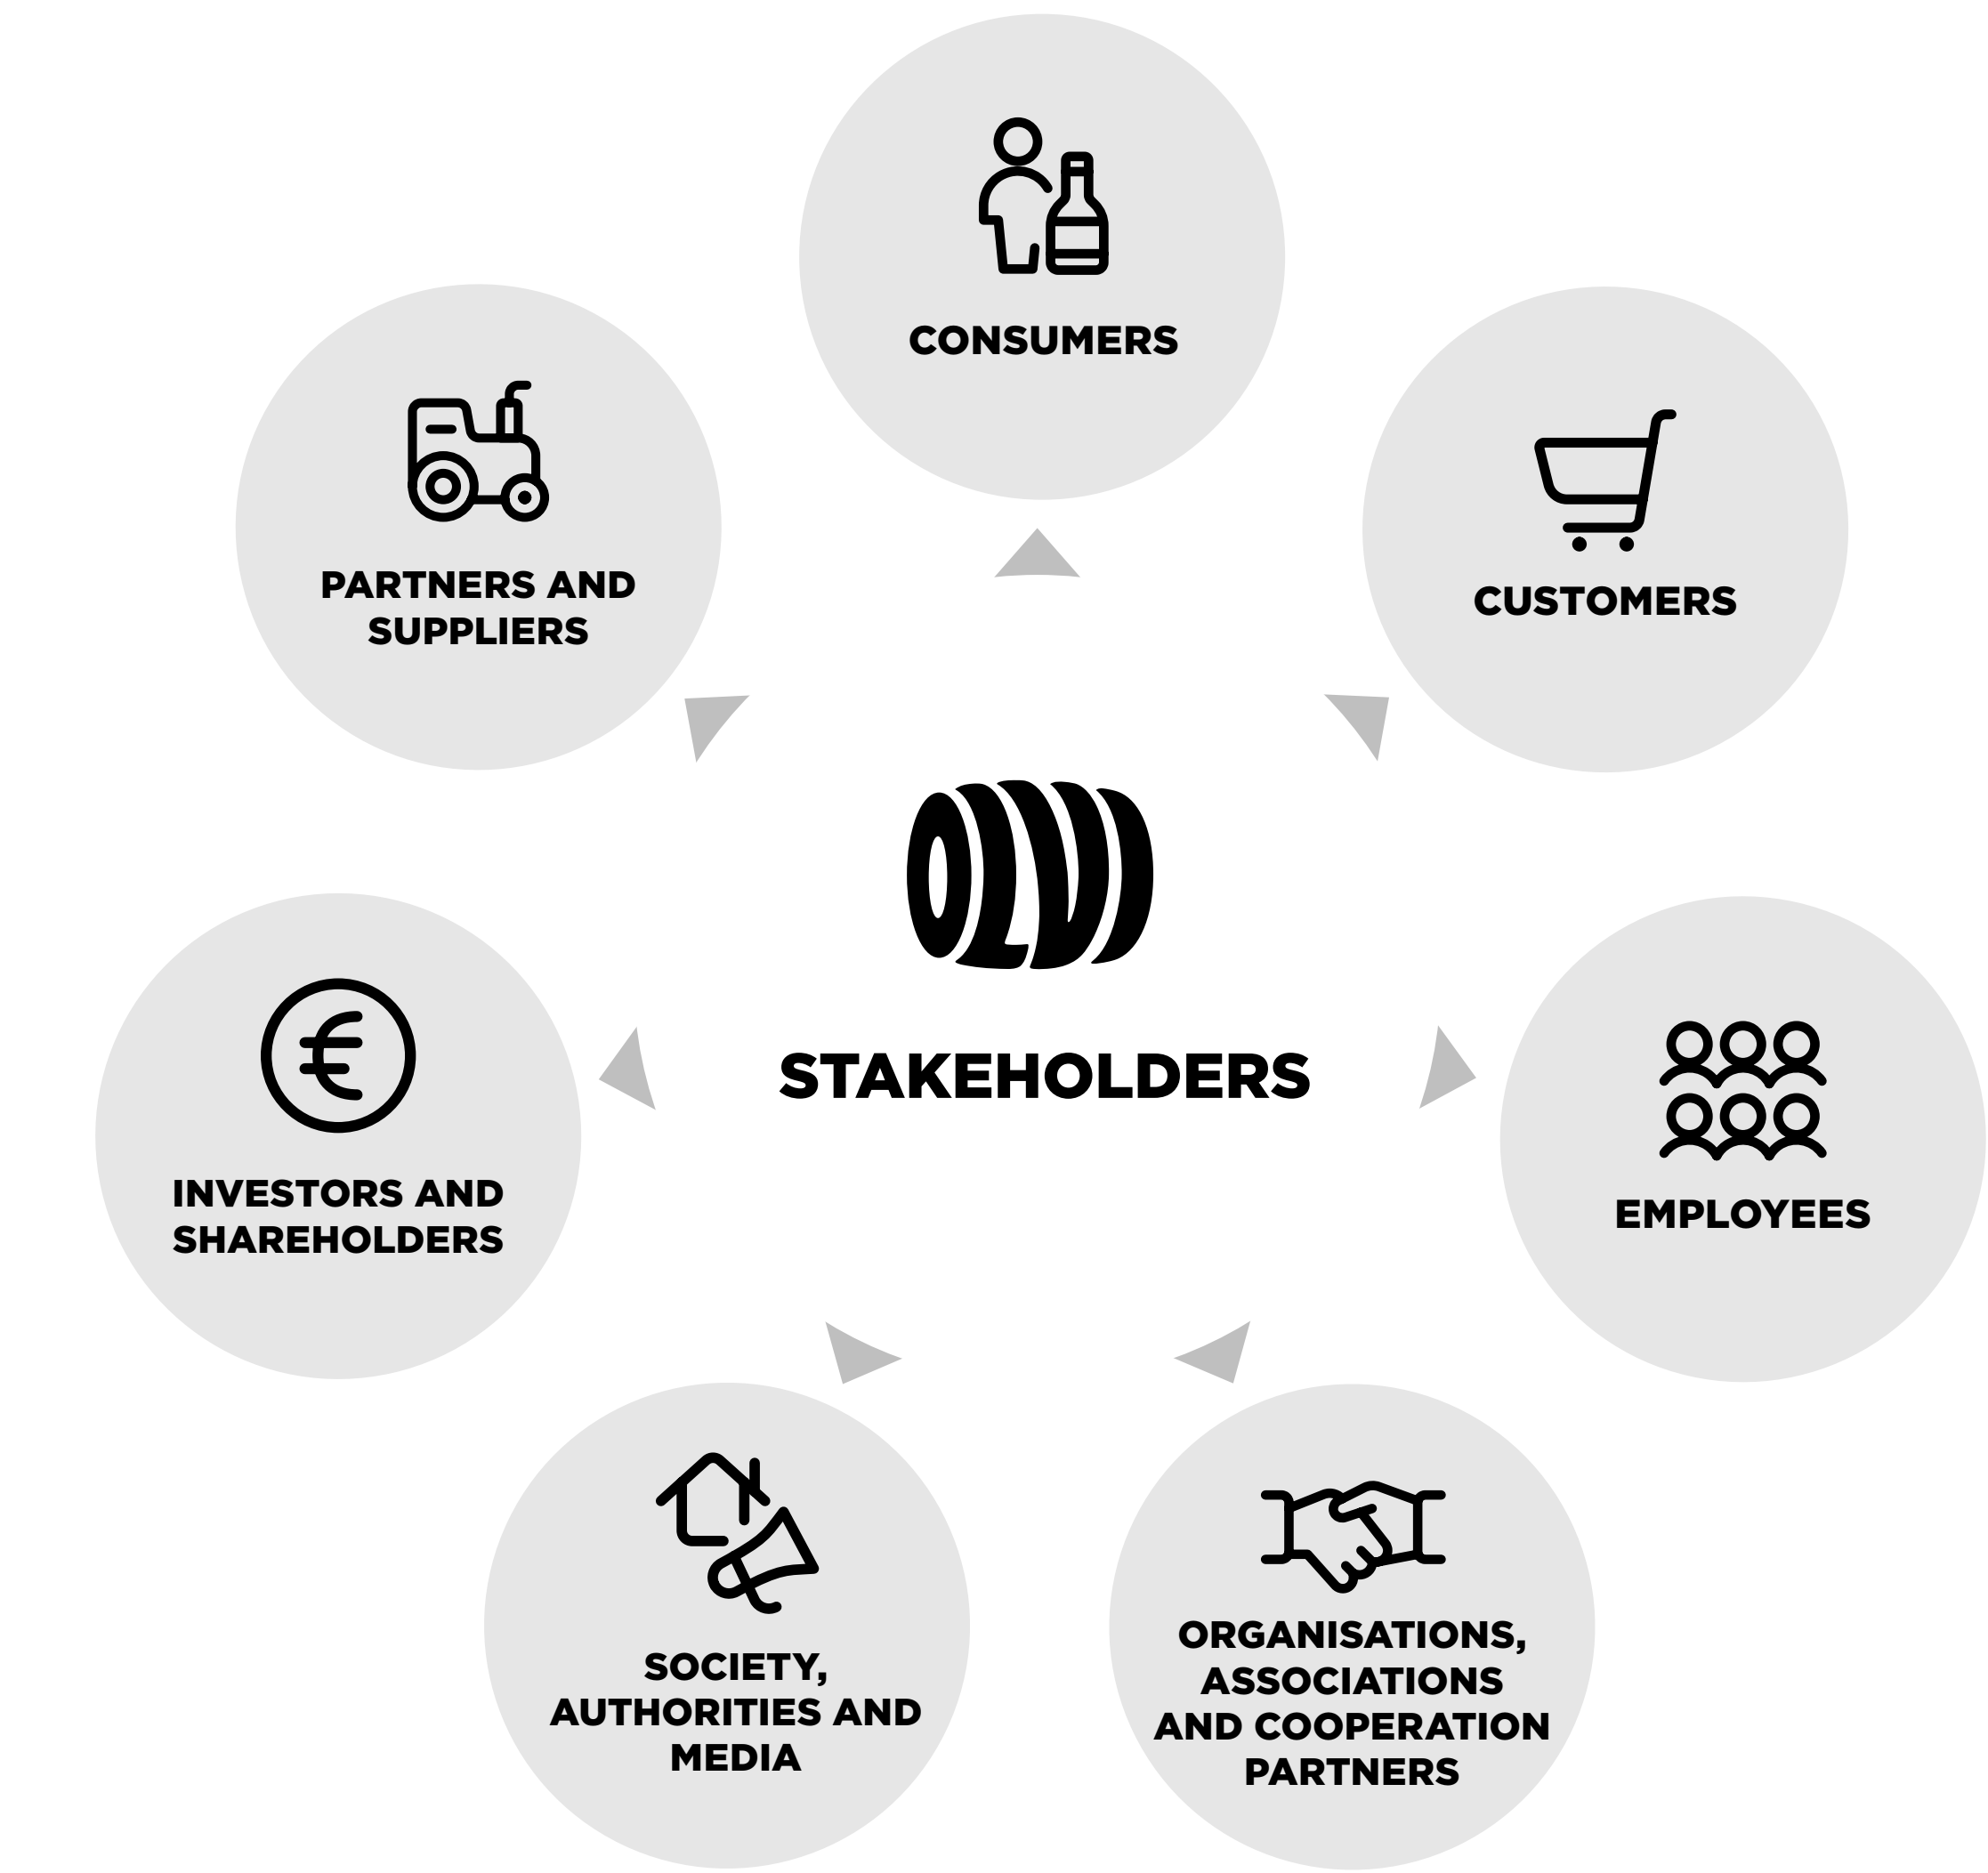 CONSUMERS
CUSTOMERS
PARTNERS AND
SUPPLIERS
OLVI
STAKEHOLDERS
INVESTORS AND
SHAREHOLDERS
EMPLOYEES
SOCIETY,
AUTHORITIES AND
MEDIA
ORGANISATIONS,
ASSOCIATIONS
AND COOPERATION
PARTNERS